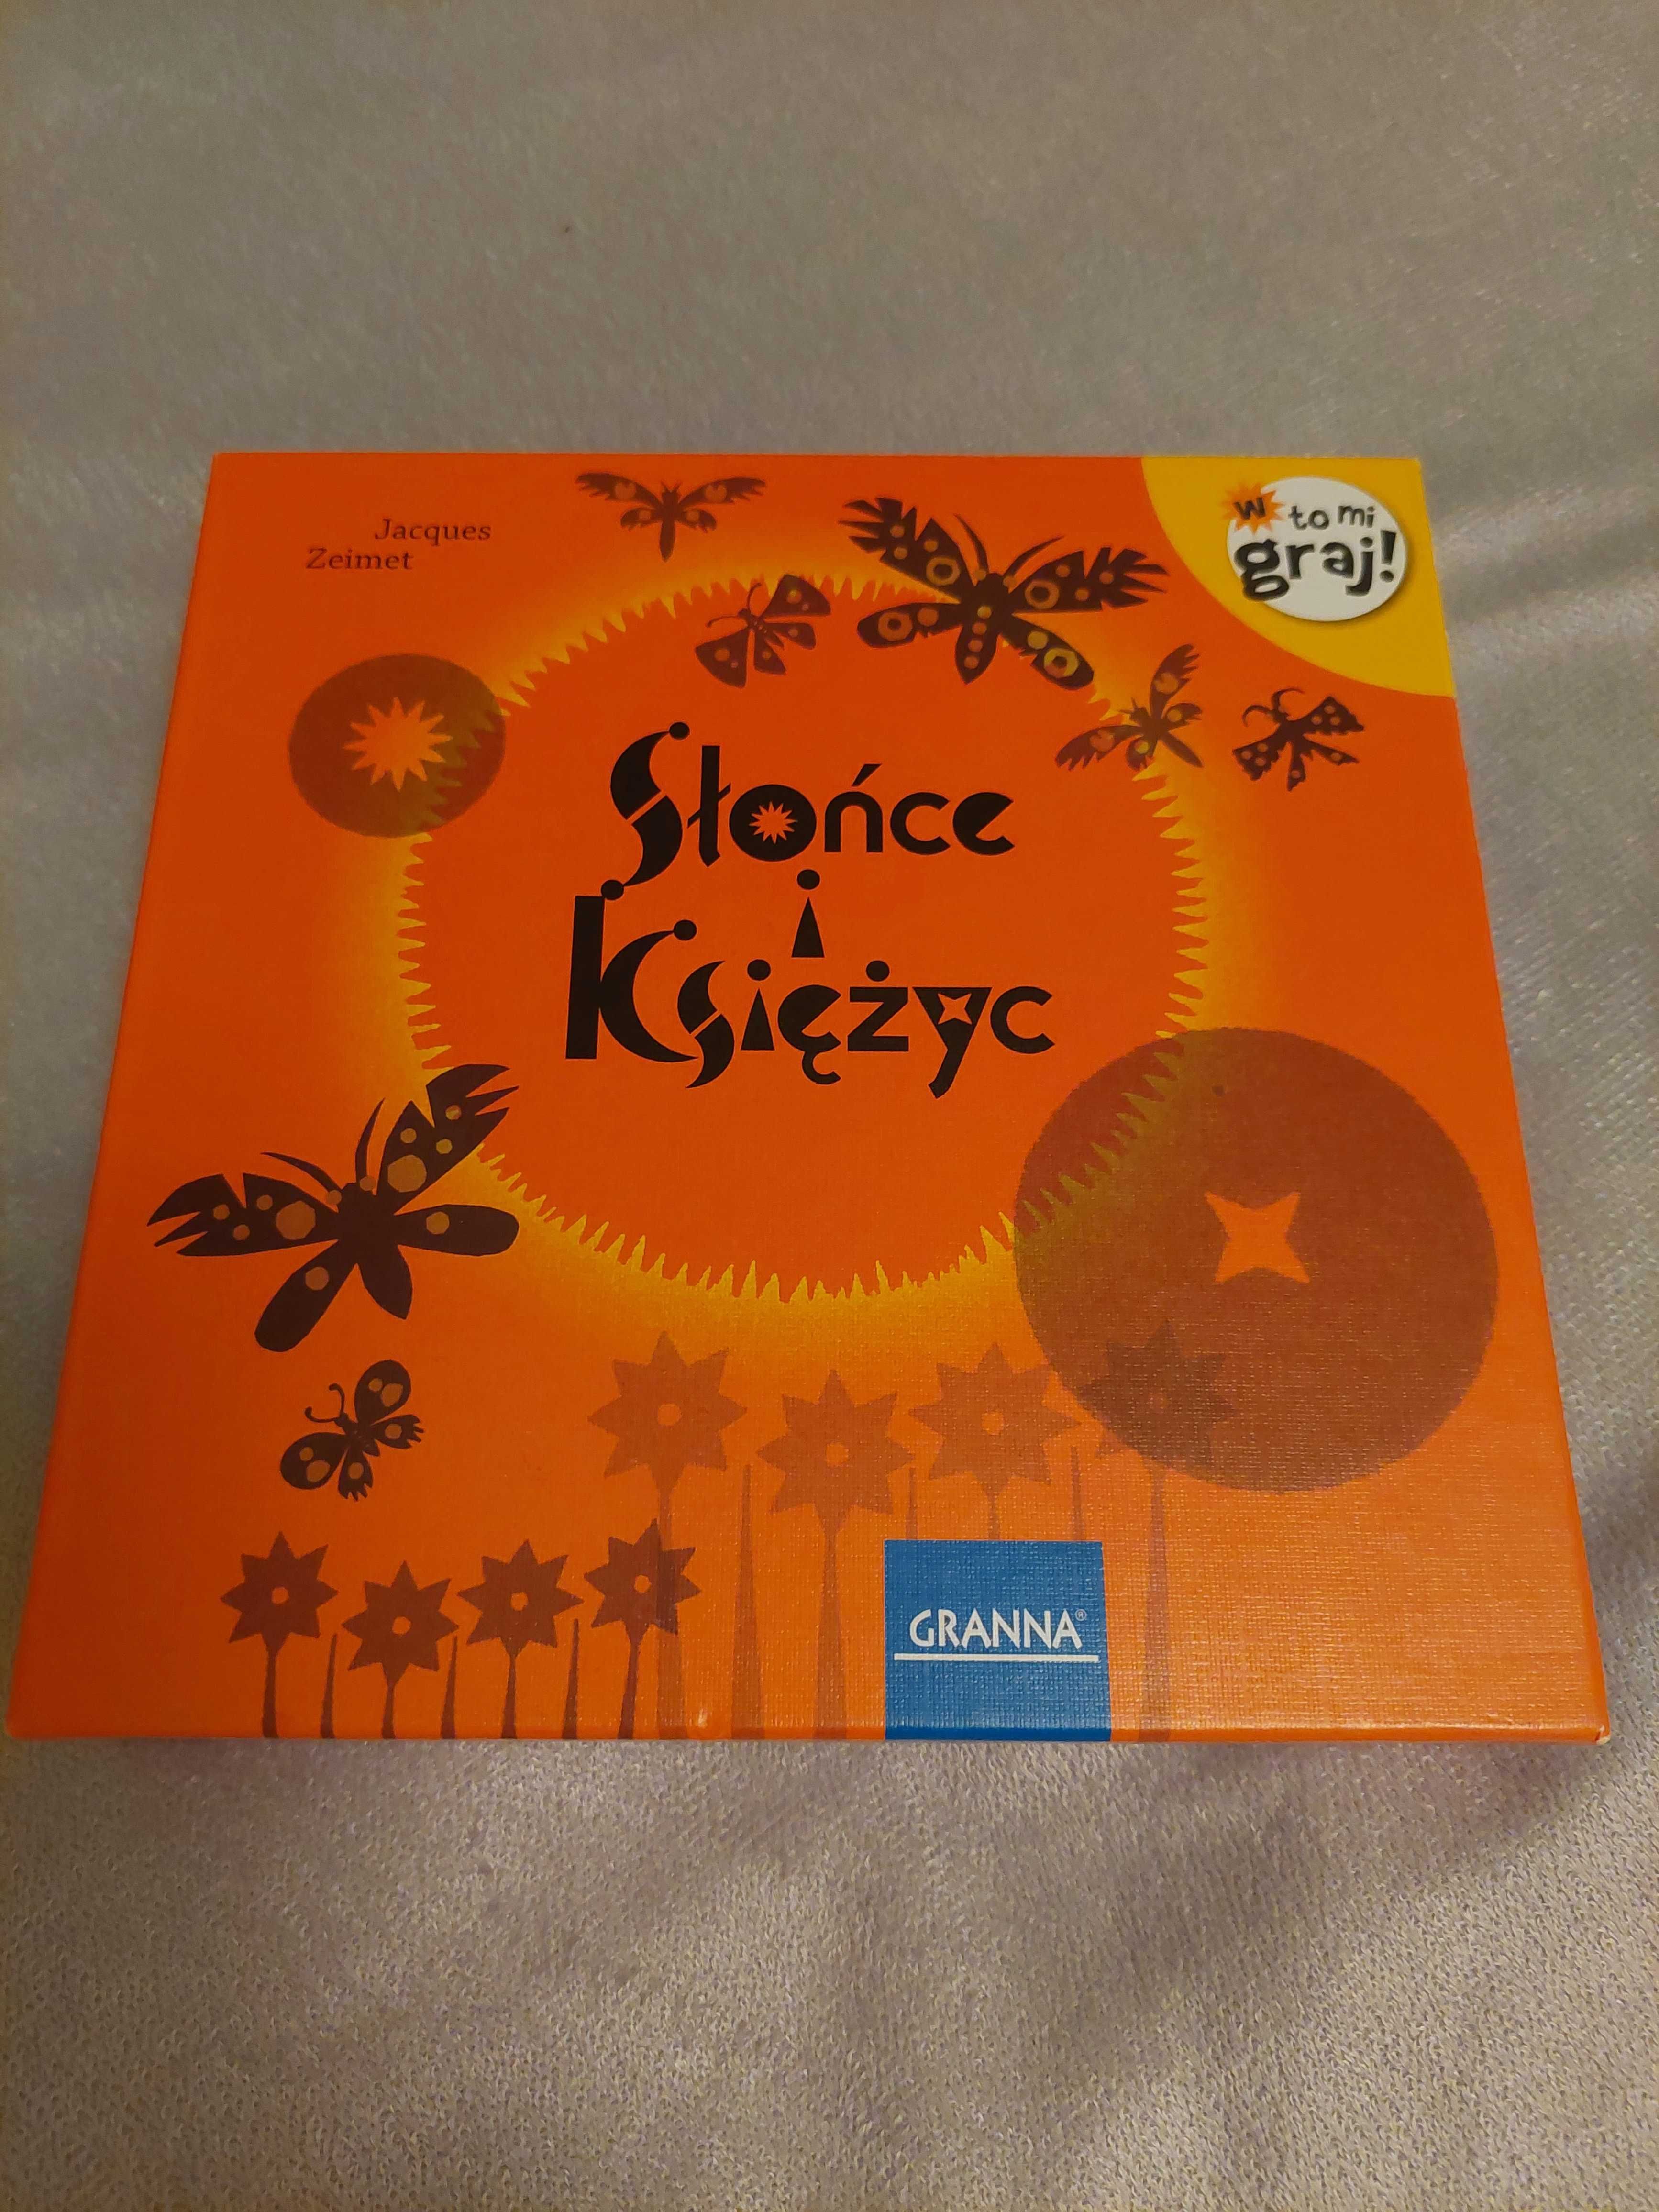 Jacques
Zeimet
w to mi
graj!
Słońce
i
Księżyc
GRANNA®